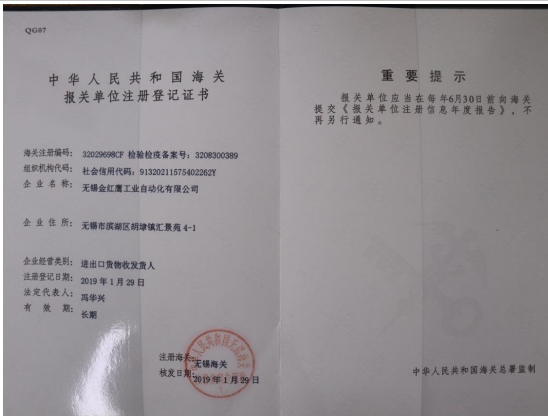 QG07
中华人民共和国海关
报关单位注册登记证书
海关注册编码： 32029698CF 检验检疫备案号：3208300389
组织机构代码： 社会信用代码：91320211575402262Y
企业名称： 无锡金红鹰工业自动化有限公司
企业住所： 无锡市滨湖区胡埭镇汇景苑4-1
企业经营类别： 进出口货物收发货人
注册登记日期： 2019年1月29日
法定代表人： 冯华兴
有效期： 长期
注册海关： 无锡海关
核发日期： 2019年1月29日
重要提示
报关单位应当在每年6月30日前向海关
提交《报关单位注册信息年度报告》，不
再另行通知。
中华人民共和国海关总署监制